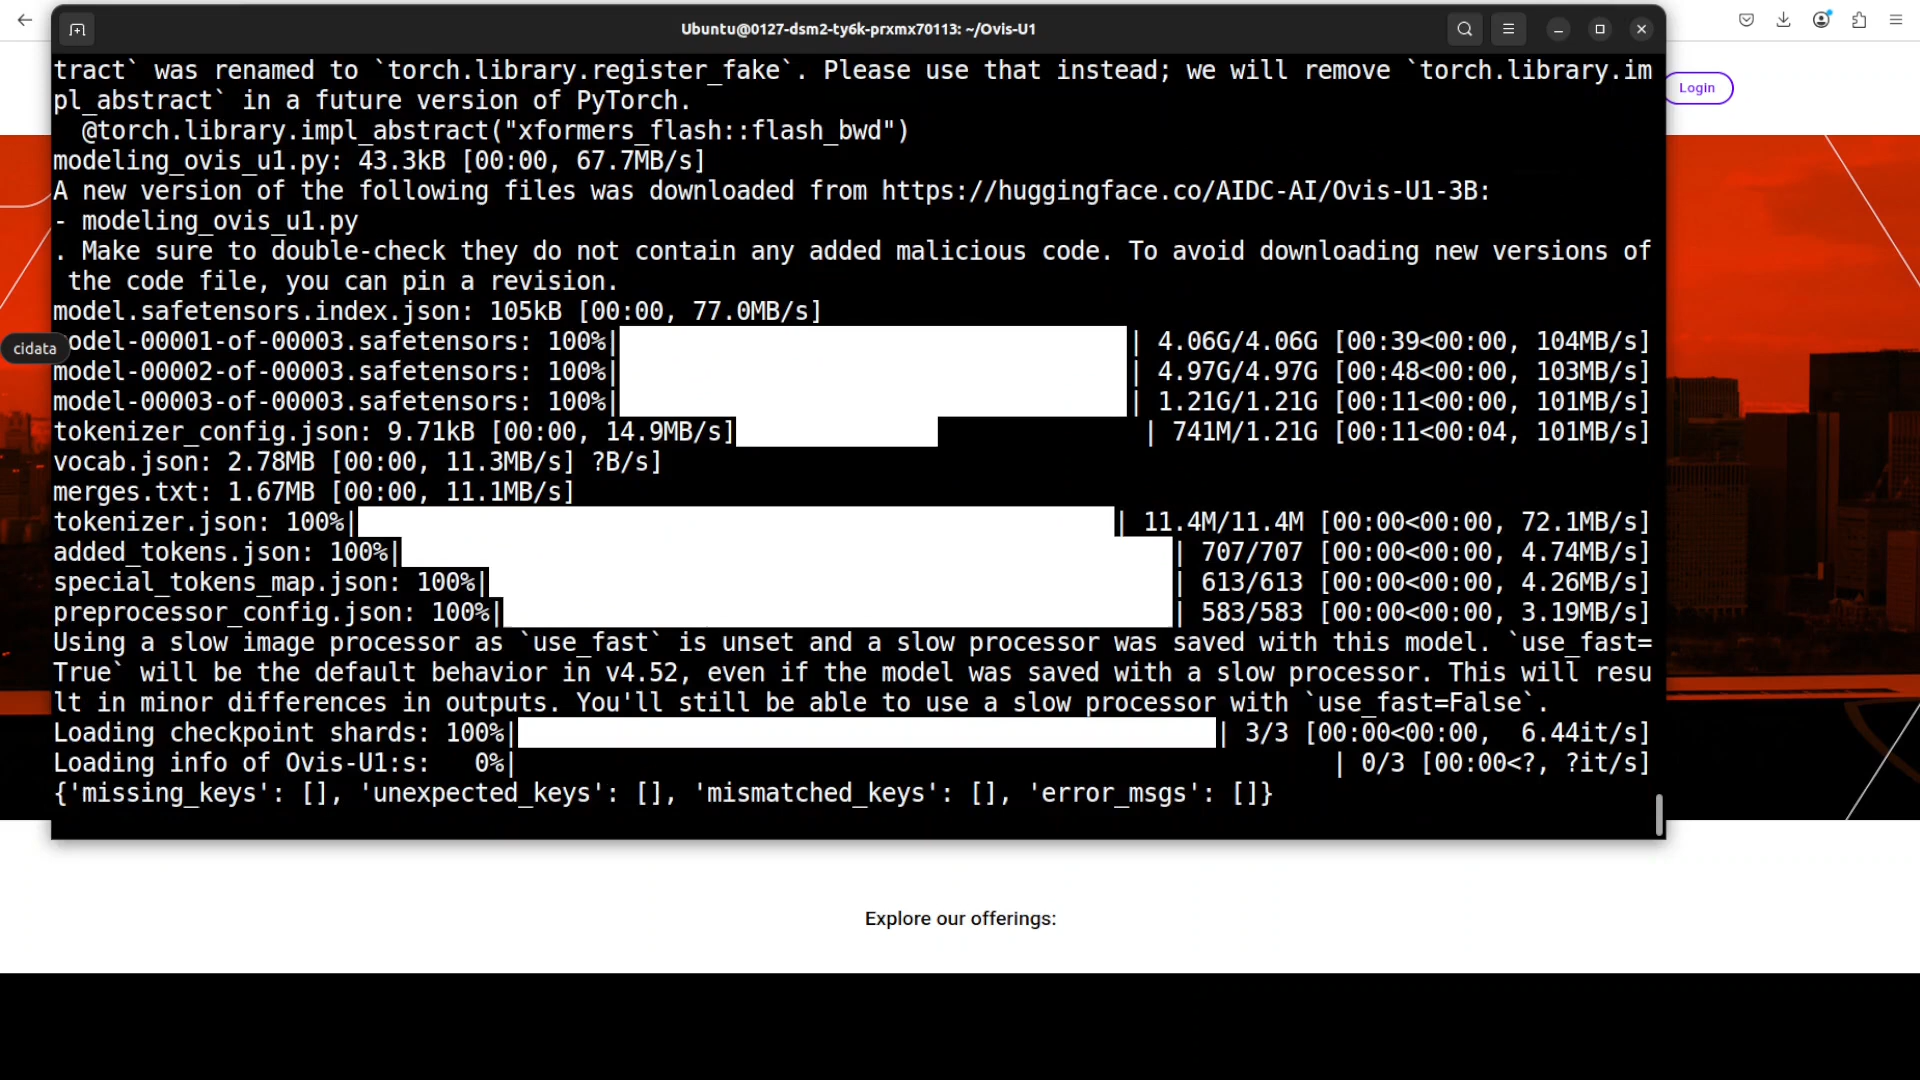 Ubuntu@0127-dsm2-ty6k-prxmx70113: ~/Ovis-U1
Login
tract` was renamed to `torch.library.register_fake`. Please use that instead; we will remove `torch.library.im
pl_abstract` in a future version of PyTorch.
@torch.library.impl_abstract("xformers_flash::flash_bwd")
modeling_ovis_u1.py: 43.3kB [00:00, 67.7MB/s]
A new version of the following files was downloaded from https://huggingface.co/AIDC-AI/Ovis-U1-3B:
- modeling_ovis_u1.py
. Make sure to double-check they do not contain any added malicious code. To avoid downloading new versions of
the code file, you can pin a revision.
model.safetensors.index.json: 105kB [00:00, 77.0MB/s]
cidata
odel-00001-of-00003.safetensors: 100%| | 4.06G/4.06G [00:39<00:00, 104MB/s]
model-00002-of-00003.safetensors: 100%| | 4.97G/4.97G [00:48<00:00, 103MB/s]
model-00003-of-00003.safetensors: 100%| | 1.21G/1.21G [00:11<00:00, 101MB/s]
tokenizer_config.json: 9.71kB [00:00, 14.9MB/s] | 741M/1.21G [00:11<00:04, 101MB/s]
vocab.json: 2.78MB [00:00, 11.3MB/s] ?B/s]
merges.txt: 1.67MB [00:00, 11.1MB/s]
tokenizer.json: 100%| | 11.4M/11.4M [00:00<00:00, 72.1MB/s]
added_tokens.json: 100%| | 707/707 [00:00<00:00, 4.74MB/s]
special_tokens_map.json: 100%| | 613/613 [00:00<00:00, 4.26MB/s]
preprocessor_config.json: 100%| | 583/583 [00:00<00:00, 3.19MB/s]
Using a slow image processor as `use_fast` is unset and a slow processor was saved with this model. `use_fast=
True` will be the default behavior in v4.52, even if the model was saved with a slow processor. This will resu
lt in minor differences in outputs. You'll still be able to use a slow processor with `use_fast=False`.
Loading checkpoint shards: 100%| | 3/3 [00:00<00:00, 6.44it/s]
Loading info of Ovis-U1:s: 0%| | 0/3 [00:00<?, ?it/s]
{'missing_keys': [], 'unexpected_keys': [], 'mismatched_keys': [], 'error_msgs': []}
Explore our offerings: